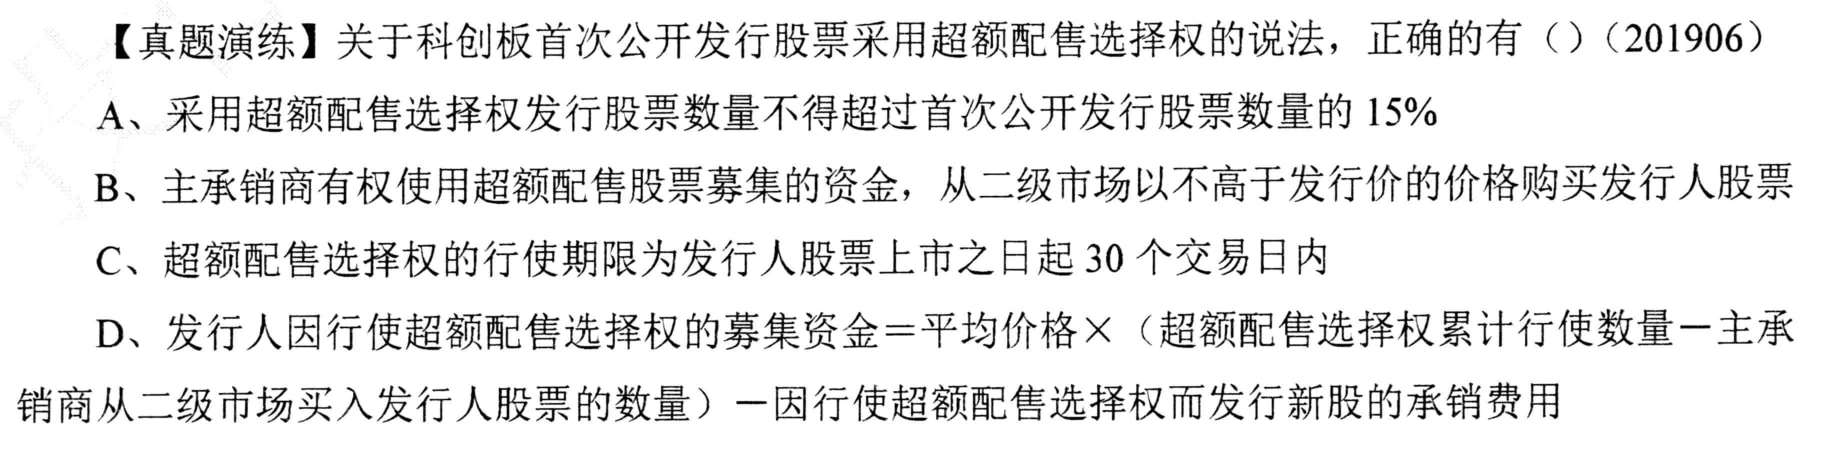 【真题演练】关于科创板首次公开发行股票采用超额配售选择权的说法，正确的有（）（201906）
A、采用超额配售选择权发行股票数量不得超过首次公开发行股票数量的 15%
B、主承销商有权使用超额配售股票募集的资金，从二级市场以不高于发行价的价格购买发行人股票
C、超额配售选择权的行使期限为发行人股票上市之日起 30 个交易日内
D、发行人因行使超额配售选择权的募集资金＝平均价格×（超额配售选择权累计行使数量－主承
销商从二级市场买入发行人股票的数量）－因行使超额配售选择权而发行新股的承销费用